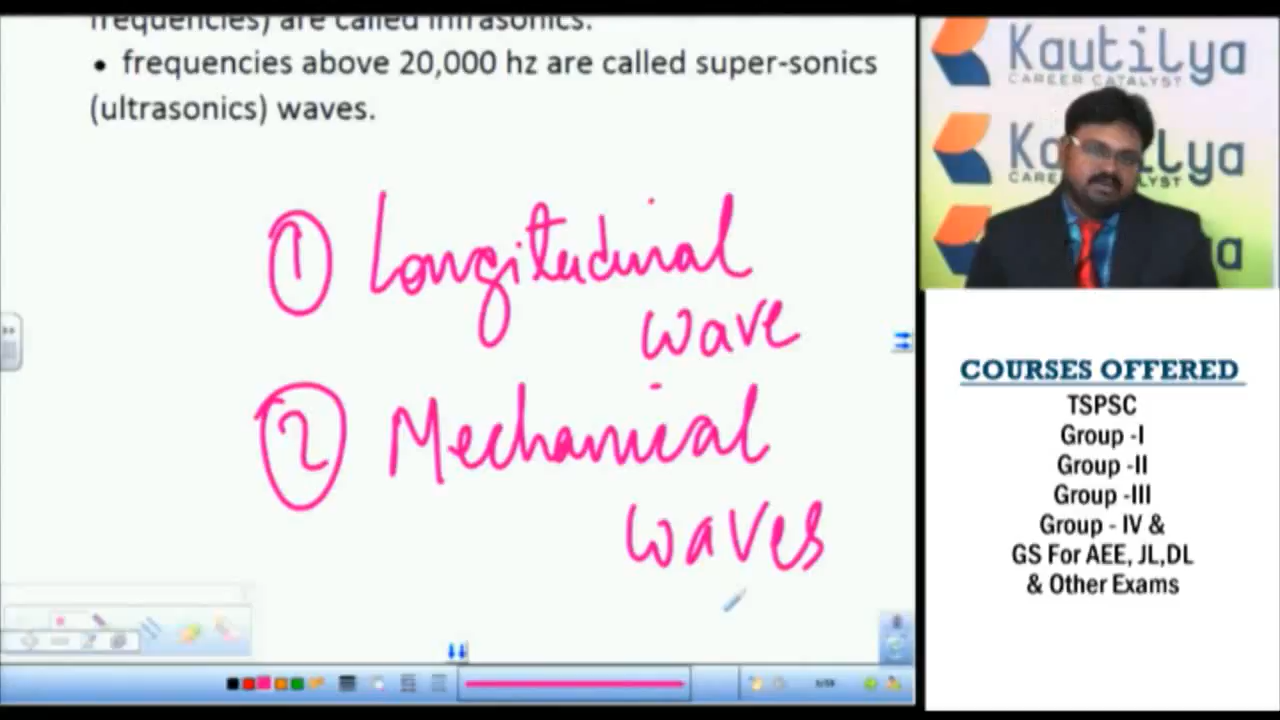 frequencies) are called infrasonics.
• frequencies above 20,000 hz are called super-sonics
(ultrasonics) waves.
1 Longitudinal
wave
2 Mechanical
waves
Kautilya
CAREER CATALYST
Kautilya
CAREER CATALYST
COURSES OFFERED
TSPSC
Group -I
Group -II
Group -III
Group - IV &
GS For AEE, JL,DL
& Other Exams